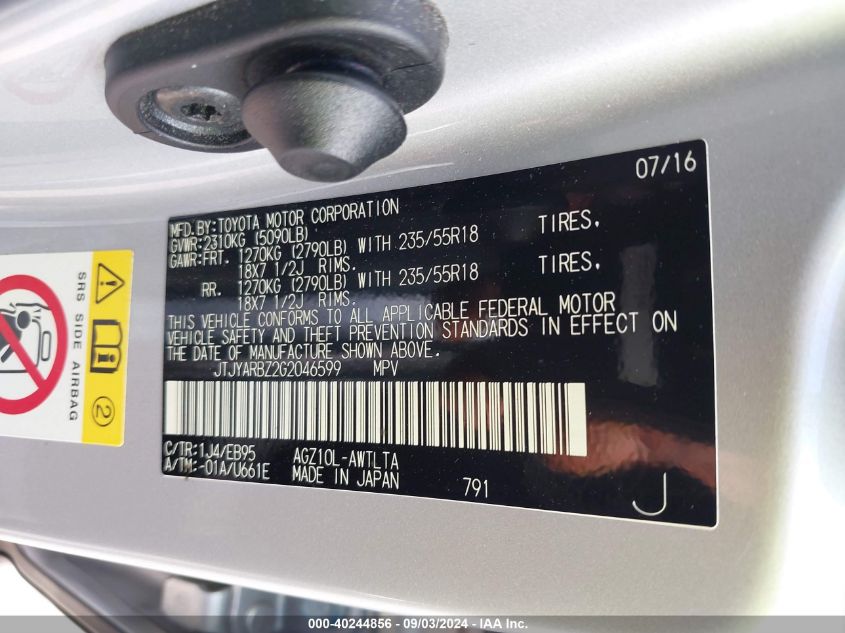 07/16
MFD.BY:TOYOTA MOTOR CORPORATION
GVWR:2310KG (5090LB)
GAWR:FRT. 1270KG (2790LB) WITH 235/55R18 TIRES,
18X7 1/2J RIMS.
RR. 1270KG (2790LB) WITH 235/55R18 TIRES,
18X7 1/2J RIMS.
THIS VEHICLE CONFORMS TO ALL APPLICABLE FEDERAL MOTOR
VEHICLE SAFETY AND THEFT PREVENTION STANDARDS IN EFFECT ON
THE DATE OF MANUFACTURE SHOWN ABOVE.
JTJYARBZ2G2046599 MPV
C/TR:1J4/EB95 AGZ10L-AWTLTA
A/TM:-01A/U661E MADE IN JAPAN 791
J
SRS SIDE AIRBAG
2
000-40244856 - 09/03/2024 - IAA Inc.